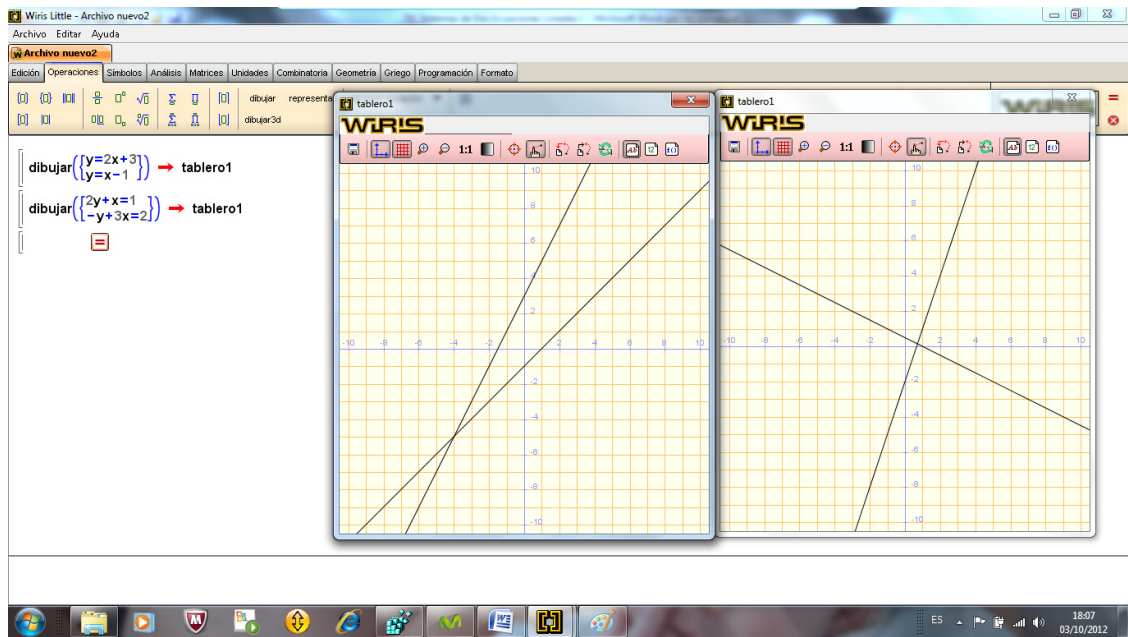 Wiris Little - Archivo nuevo2
Archivo Editar Ayuda
Archivo nuevo2
Edición Operaciones Símbolos Análisis Matrices Unidades Combinatoria Geometría Griego Programación Formato
dibujar representa
dibujar3d
dibujar({y=2x+3
y=x−1}) → tablero1
dibujar({2y+x=1
−y+3x=2}) → tablero1
=
tablero1
WIRIS
1:1
10
8
6
4
2
-10 -8 -6 -4 -2 2 4 6 8 10
-2
-4
-6
-8
-10
tablero1
WIRIS
1:1
10
8
6
4
2
-10 -8 -6 -4 -2 2 4 6 8 10
-2
-4
-6
-8
-10
ES 18:07
03/10/2012